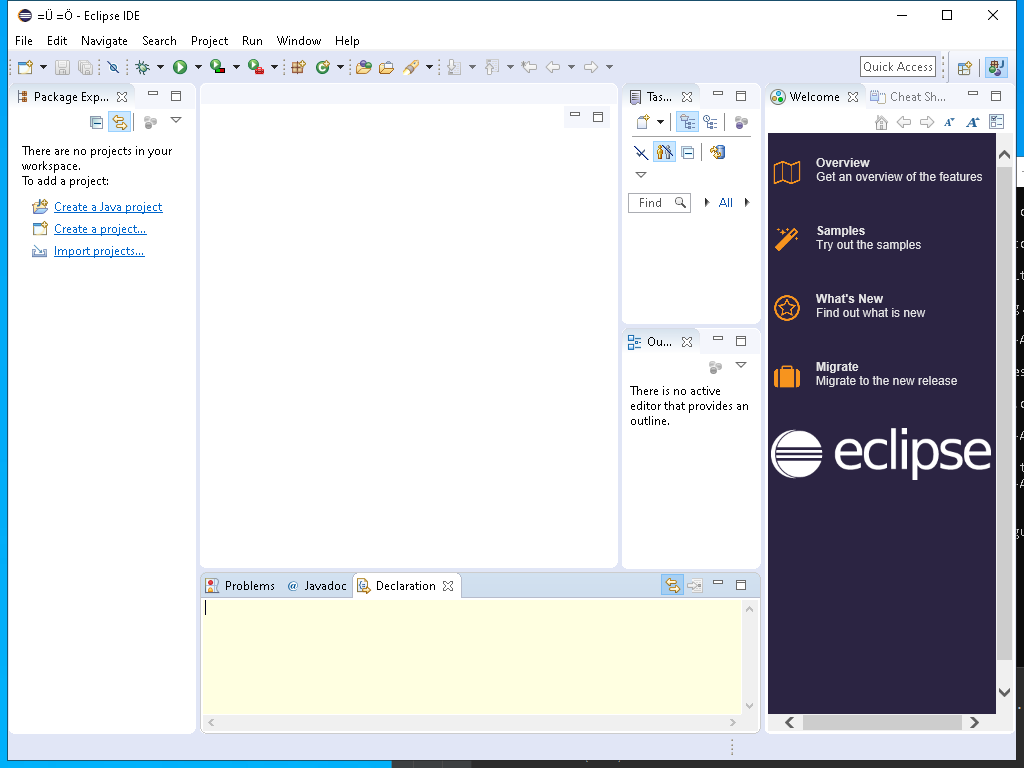 =Ü =Ö - Eclipse IDE
File Edit Navigate Search Project Run Window Help
Quick Access
Package Exp...
There are no projects in your
workspace.
To add a project:
Create a Java project
Create a project...
Import projects...
Tas...
Find
All
Ou...
There is no active
editor that provides an
outline.
Problems
@ Javadoc
Declaration
Welcome
Cheat Sh...
Overview
Get an overview of the features
Samples
Try out the samples
What's New
Find out what is new
Migrate
Migrate to the new release
eclipse